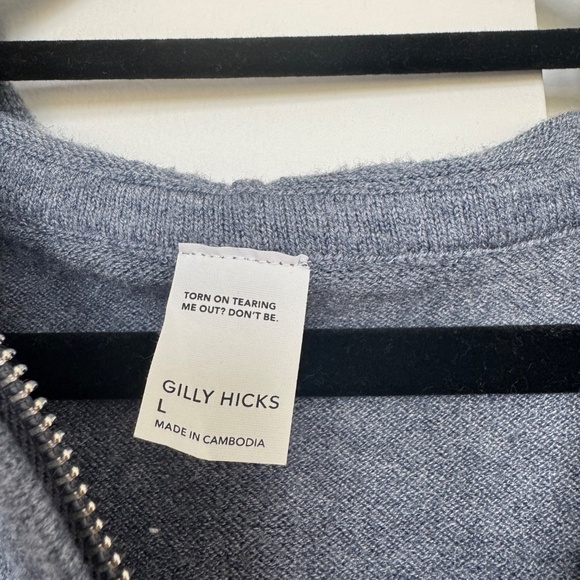 TORN ON TEARING
ME OUT? DON'T BE.
GILLY HICKS
L
MADE IN CAMBODIA